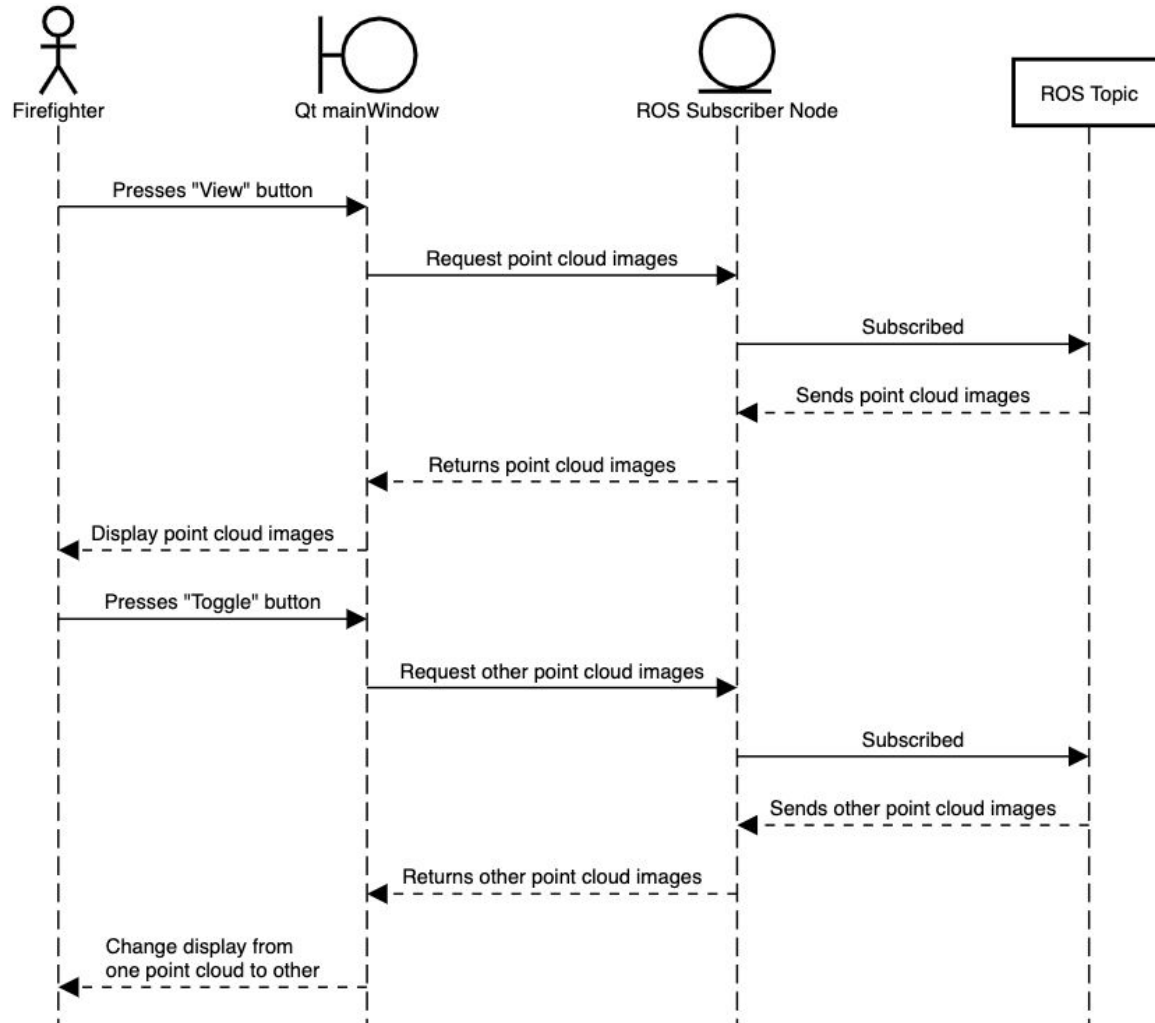 Firefighter
Qt mainWindow
ROS Subscriber Node
ROS Topic
Presses "View" button
Request point cloud images
Subscribed
Sends point cloud images
Returns point cloud images
Display point cloud images
Presses "Toggle" button
Request other point cloud images
Subscribed
Sends other point cloud images
Returns other point cloud images
Change display from
one point cloud to other